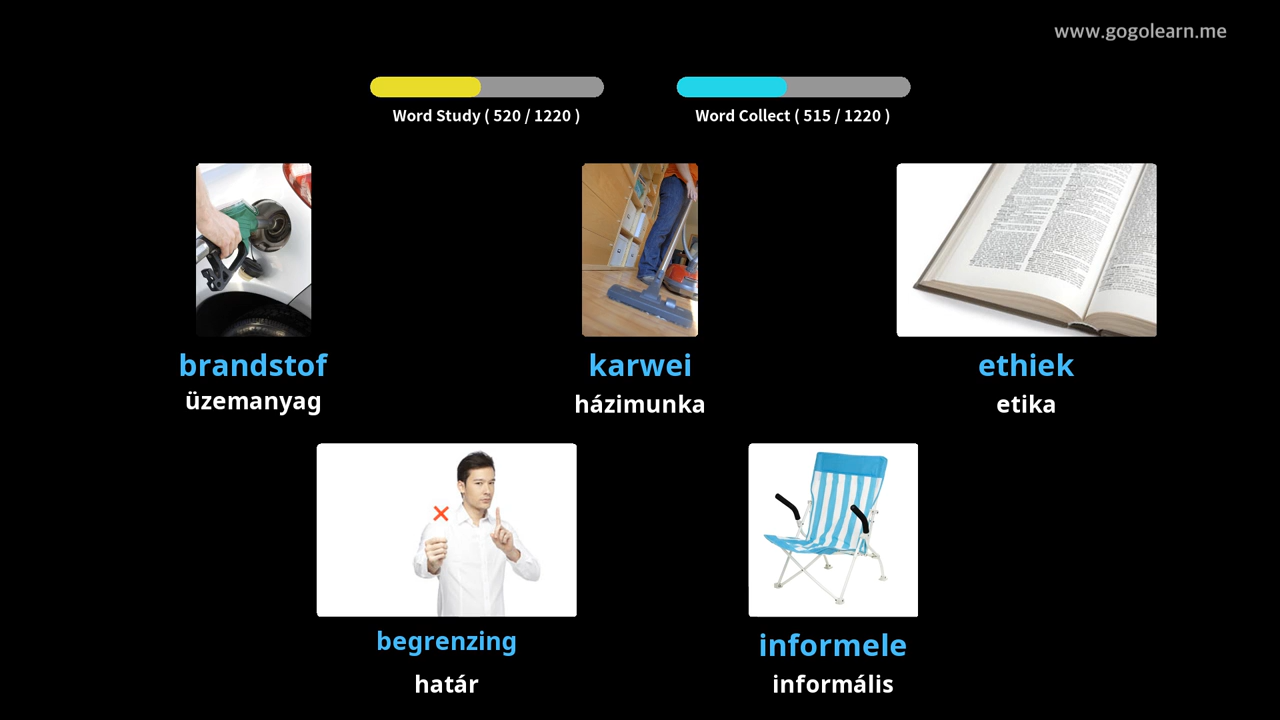 www.gogolearn.me
Word Study ( 520 / 1220 )
Word Collect ( 515 / 1220 )
brandstof
üzemanyag
karwei
házimunka
ethiek
etika
begrenzing
határ
informele
informális